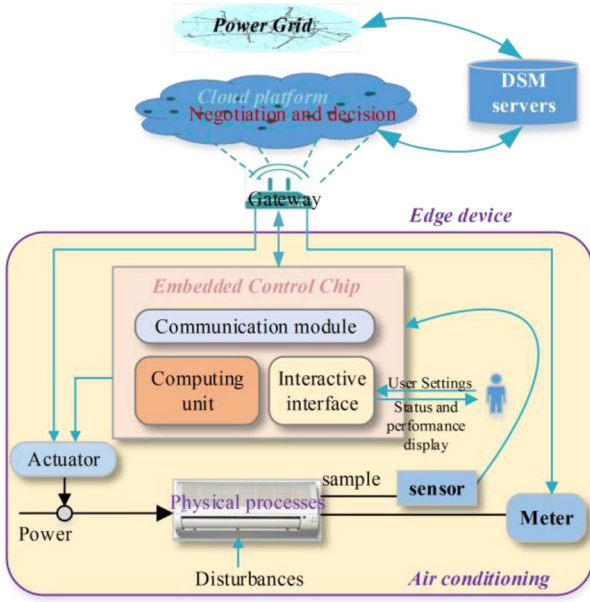 Power Grid
DSM
servers
Cloud platform
Negotiation and decision
Gateway
Edge device
Embedded Control Chip
Communication module
Computing
unit
Interactive
interface
User Settings
Status and
performance
display
Actuator
sample
sensor
Physical processes
Meter
Power
Disturbances
Air conditioning